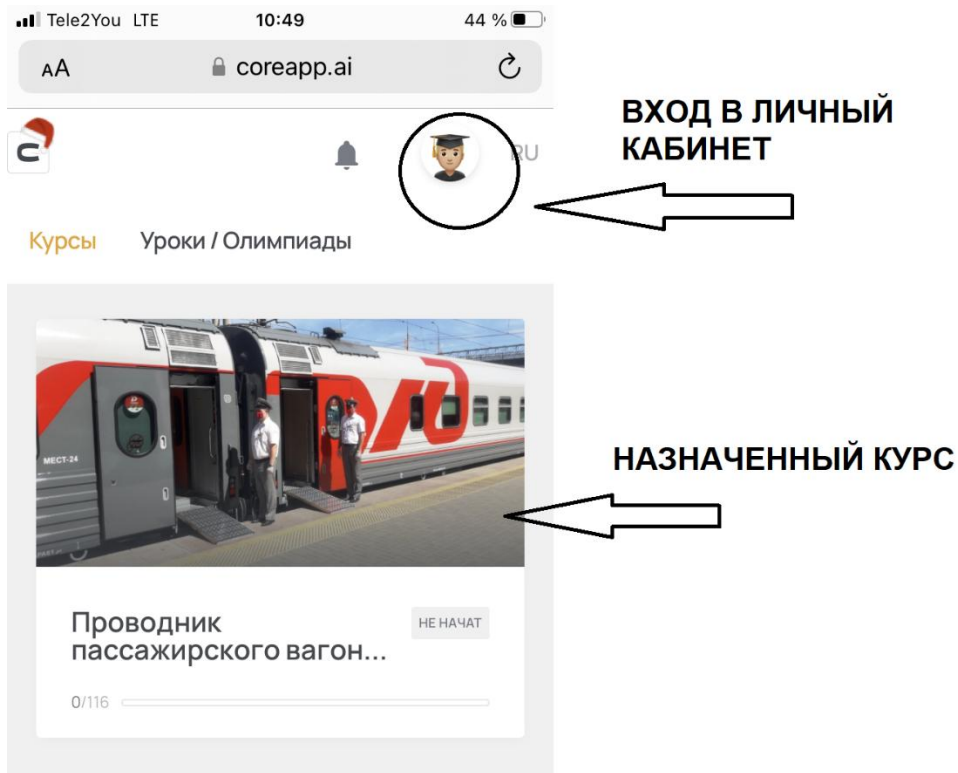 Tele2You LTE 10:49 44 %
AA coreapp.ai
ВХОД В ЛИЧНЫЙ
КАБИНЕТ
c
RU
Курсы Уроки / Олимпиады
МЕСТ-24
НАЗНАЧЕННЫЙ КУРС
Проводник
пассажирского вагон...
НЕ НАЧАТ
0/116